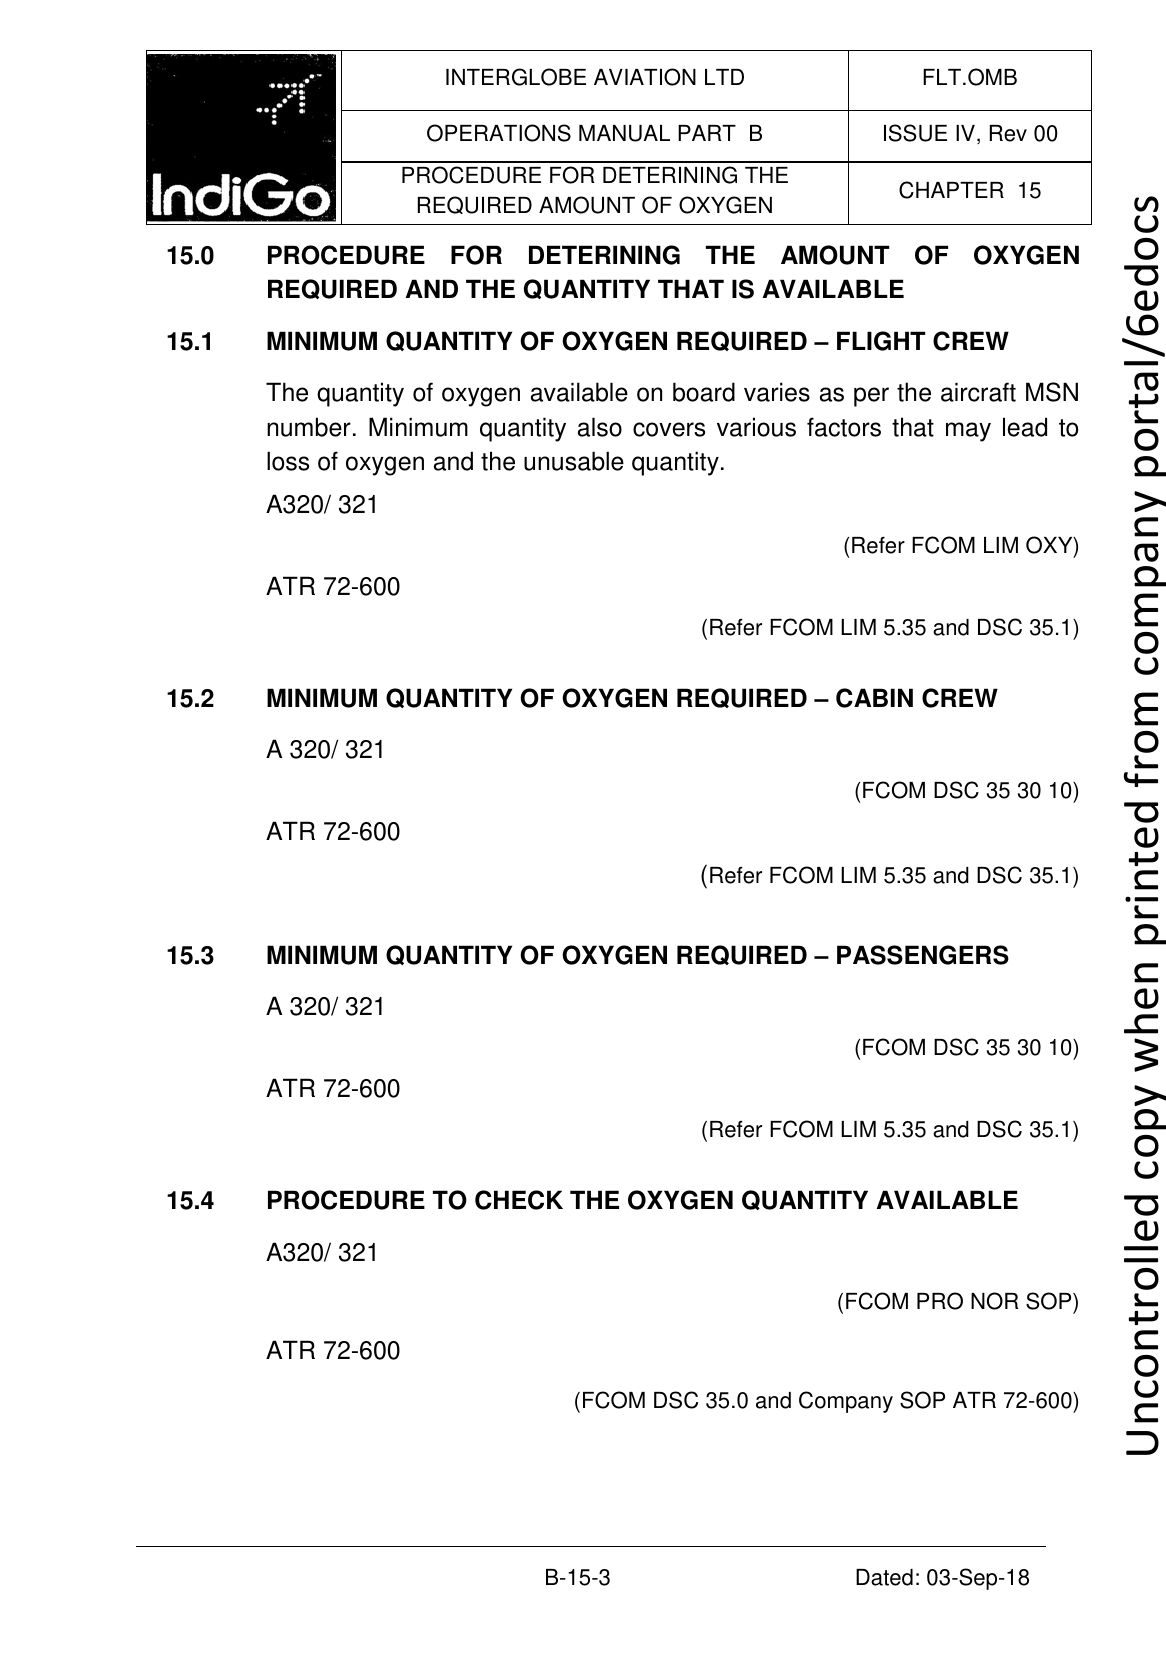 IndiGo
INTERGLOBE AVIATION LTD
FLT.OMB
OPERATIONS MANUAL PART B
ISSUE IV, Rev 00
PROCEDURE FOR DETERINING THE
REQUIRED AMOUNT OF OXYGEN
CHAPTER 15
15.0 PROCEDURE FOR DETERINING THE AMOUNT OF OXYGEN
REQUIRED AND THE QUANTITY THAT IS AVAILABLE
15.1 MINIMUM QUANTITY OF OXYGEN REQUIRED – FLIGHT CREW
The quantity of oxygen available on board varies as per the aircraft MSN
number. Minimum quantity also covers various factors that may lead to
loss of oxygen and the unusable quantity.
A320/ 321
(Refer FCOM LIM OXY)
ATR 72-600
(Refer FCOM LIM 5.35 and DSC 35.1)
15.2 MINIMUM QUANTITY OF OXYGEN REQUIRED – CABIN CREW
A 320/ 321
(FCOM DSC 35 30 10)
ATR 72-600
(Refer FCOM LIM 5.35 and DSC 35.1)
15.3 MINIMUM QUANTITY OF OXYGEN REQUIRED – PASSENGERS
A 320/ 321
(FCOM DSC 35 30 10)
ATR 72-600
(Refer FCOM LIM 5.35 and DSC 35.1)
15.4 PROCEDURE TO CHECK THE OXYGEN QUANTITY AVAILABLE
A320/ 321
(FCOM PRO NOR SOP)
ATR 72-600
(FCOM DSC 35.0 and Company SOP ATR 72-600)
B-15-3
Dated: 03-Sep-18
Uncontrolled copy when printed from company portal/6edocs